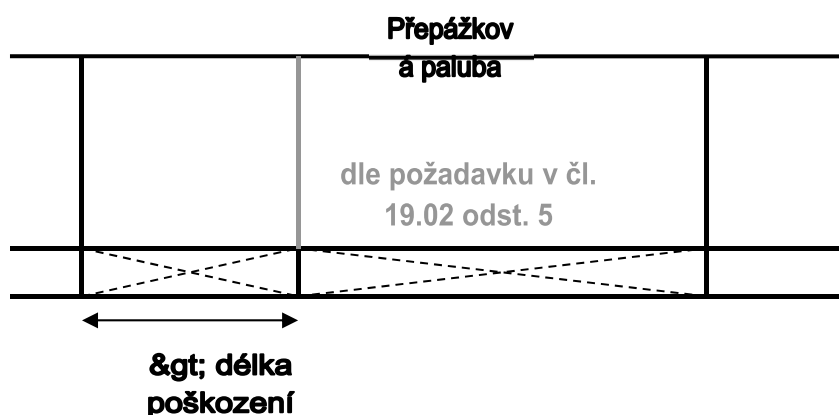 Přepážkov
á paluba
dle požadavku v čl.
19.02 odst. 5
&gt; délka
poškození